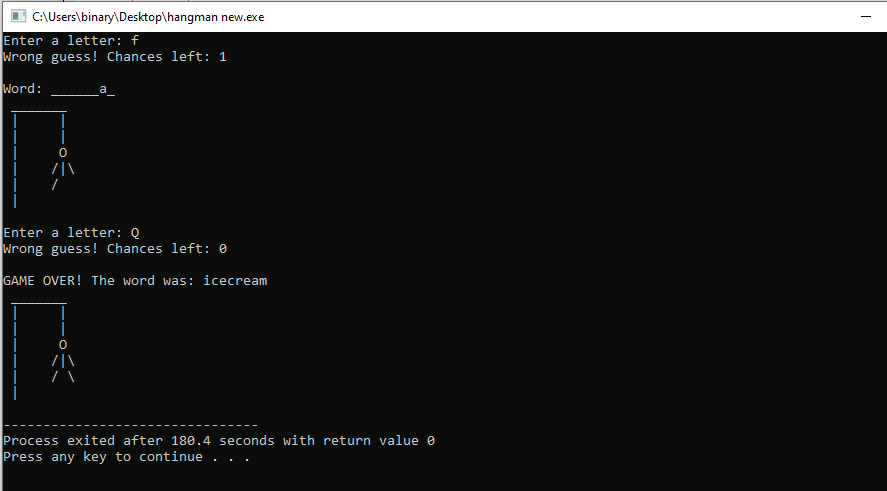 C:\Users\binary\Desktop\hangman new.exe
Enter a letter: f
Wrong guess! Chances left: 1
Word: ______a_
 _______
 |     |
 |     |
 |     O
 |    /|\
 |    /
 |
Enter a letter: Q
Wrong guess! Chances left: 0
GAME OVER! The word was: icecream
 _______
 |     |
 |     |
 |     O
 |    /|\
 |    / \
 |
--------------------------------
Process exited after 180.4 seconds with return value 0
Press any key to continue . . .